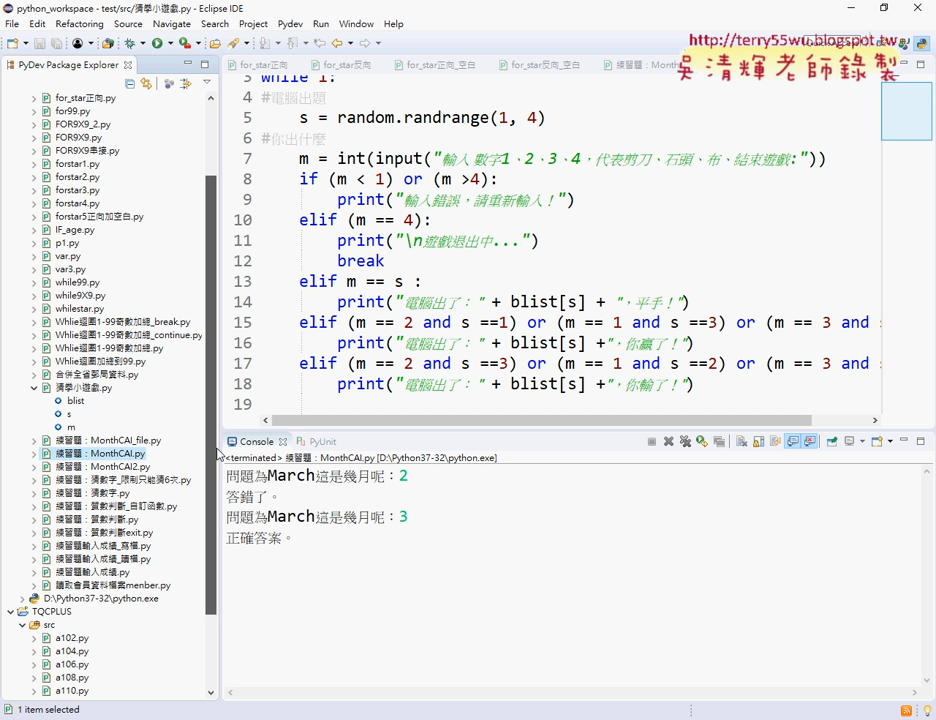 python_workspace - test/src/猜拳小遊戲.py - Eclipse IDE
File Edit Refactoring Source Navigate Search Project Pydev Run Window Help
http://terry55wu.blogspot.tw
吳清輝老師錄製
PyDev Package Explorer
for_star正向.py
for99.py
FOR9X9_2.py
FOR9X9.py
FOR9X9串接.py
forstar1.py
forstar2.py
forstar3.py
forstar4.py
forstar5正向加空白.py
IF_age.py
p1.py
var.py
var3.py
while99.py
while9X9.py
whilestar.py
Whlie迴圈1-99奇數加總_break.py
Whlie迴圈1-99奇數加總_continue.py
Whlie迴圈1-99奇數加總.py
Whlie迴圈加總到99.py
合併全省郵局資料.py
猜拳小遊戲.py
blist
s
m
練習題：MonthCAI_file.py
練習題：MonthCAI.py
練習題：MonthCAI2.py
練習題：猜數字_限制只能猜6次.py
練習題：猜數字.py
練習題：質數判斷_自訂函數.py
練習題：質數判斷.py
練習題：質數判斷exit.py
練習題輸入成績_寫檔.py
練習題輸入成績_讀檔.py
練習題輸入成績.py
讀取會員資料檔案menber.py
D:\Python37-32\python.exe
TQCPLUS
src
a102.py
a104.py
a106.py
a108.py
a110.py
for_star正向 for_star反向 for_star正向_空白 for_star反向_空白 練習題：Month
3 while 1:
4 #電腦出題
5 s = random.randrange(1, 4)
6 #你出什麼
7 m = int(input("輸入 數字1、2、3、4，代表剪刀、石頭、布、結束遊戲:"))
8 if (m < 1) or (m >4):
9 print("輸入錯誤，請重新輸入！")
10 elif (m == 4):
11 print("\n遊戲退出中...")
12 break
13 elif m == s :
14 print("電腦出了：" + blist[s] + "，平手！")
15 elif (m == 2 and s ==1) or (m == 1 and s ==3) or (m == 3 and
16 print("電腦出了：" + blist[s] +"，你贏了！")
17 elif (m == 2 and s ==3) or (m == 1 and s ==2) or (m == 3 and
18 print("電腦出了：" + blist[s] +"，你輸了！")
19
Console PyUnit
<terminated> 練習題：MonthCAI.py [D:\Python37-32\python.exe]
問題為March這是幾月呢：2
答錯了。
問題為March這是幾月呢：3
正確答案。
1 item selected